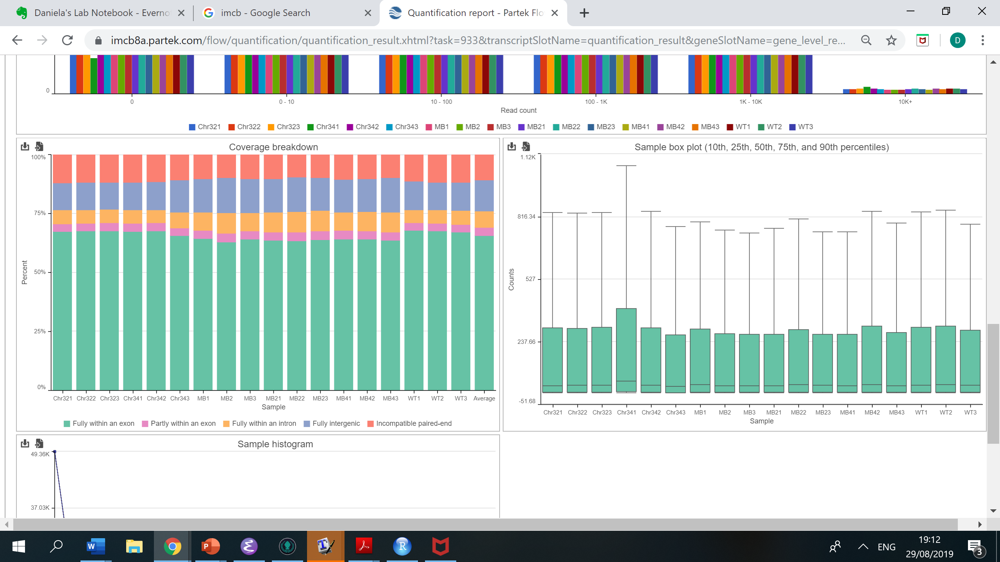 Daniela's Lab Notebook - Everno
imcb - Google Search
Quantification report - Partek Flo
imcb8a.partek.com/flow/quantification/quantification_result.xhtml?task=933&transcriptSlotName=quantification_result&geneSlotName=gene_level_re...
D
0
0 0 - 10 10 - 100 100 - 1K 1K - 10K 10K+
Read count
Chr321 Chr322 Chr323 Chr341 Chr342 Chr343 MB1 MB2 MB3 MB21 MB22 MB23 MB41 MB42 MB43 WT1 WT2 WT3
Coverage breakdown
100%
75%
50%
25%
0%
Percent
Chr321 Chr322 Chr323 Chr341 Chr342 Chr343 MB1 MB2 MB3 MB21 MB22 MB23 MB41 MB42 MB43 WT1 WT2 WT3 Average
Sample
Fully within an exon Partly within an exon Fully within an intron Fully intergenic Incompatible paired-end
Sample box plot (10th, 25th, 50th, 75th, and 90th percentiles)
1.12K
816.34
527
237.66
-51.68
Counts
Chr321 Chr322 Chr323 Chr341 Chr342 Chr343 MB1 MB2 MB3 MB21 MB22 MB23 MB41 MB42 MB43 WT1 WT2 WT3
Sample
Sample histogram
49.36K
37.03K
W
P
T
R
ENG
19:12
29/08/2019
3